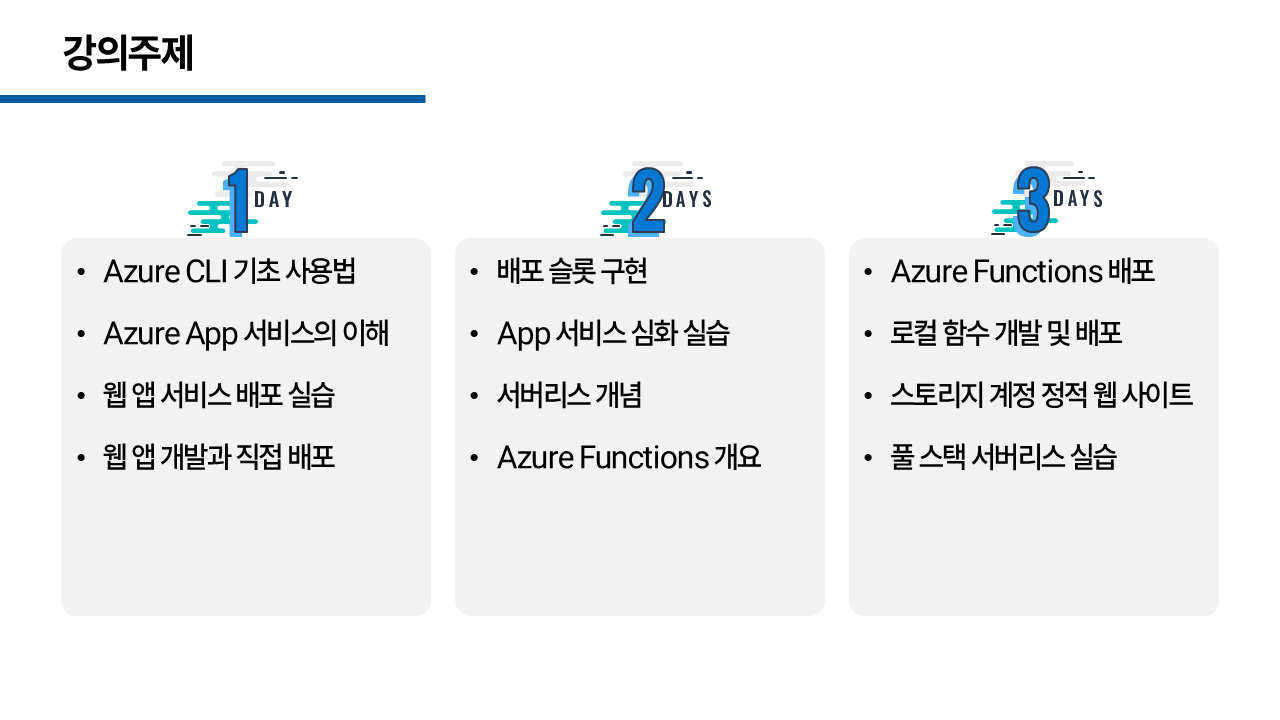 강의주제
1 DAY
• Azure CLI 기초 사용법
• Azure App 서비스의 이해
• 웹 앱 서비스 배포 실습
• 웹 앱 개발과 직접 배포
2 DAYS
• 배포 슬롯 구현
• App 서비스 심화 실습
• 서버리스 개념
• Azure Functions 개요
3 DAYS
• Azure Functions 배포
• 로컬 함수 개발 및 배포
• 스토리지 계정 정적 웹 사이트
• 풀 스택 서버리스 실습